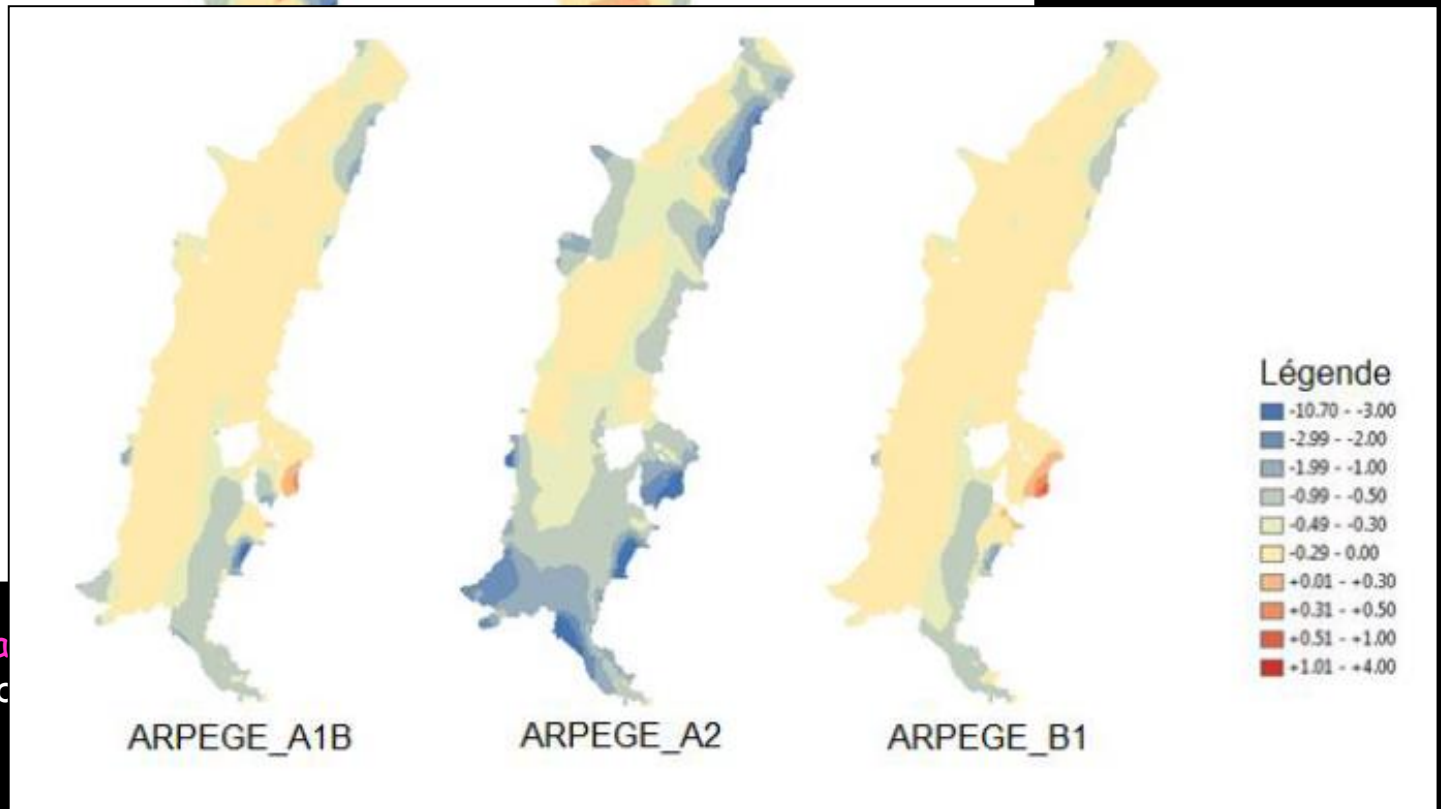 Légende
-10.70 - -3.00
-2.99 - -2.00
-1.99 - -1.00
-0.99 - -0.50
-0.49 - -0.30
-0.29 - 0.00
+0.01 - +0.30
+0.31 - +0.50
+0.51 - +1.00
+1.01 - +4.00
ARPEGE_A1B
ARPEGE_A2
ARPEGE_B1